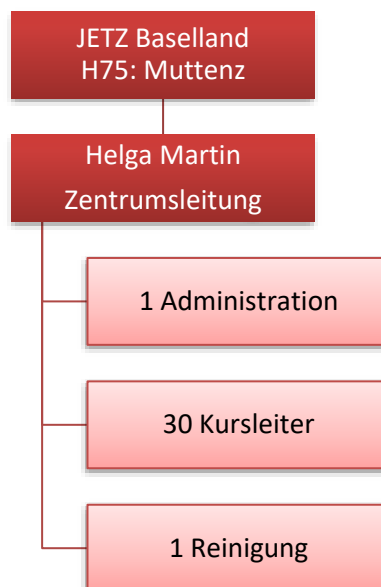 JETZ Baselland
H75: Muttenz
Helga Martin
Zentrumsleitung
1 Administration
30 Kursleiter
1 Reinigung